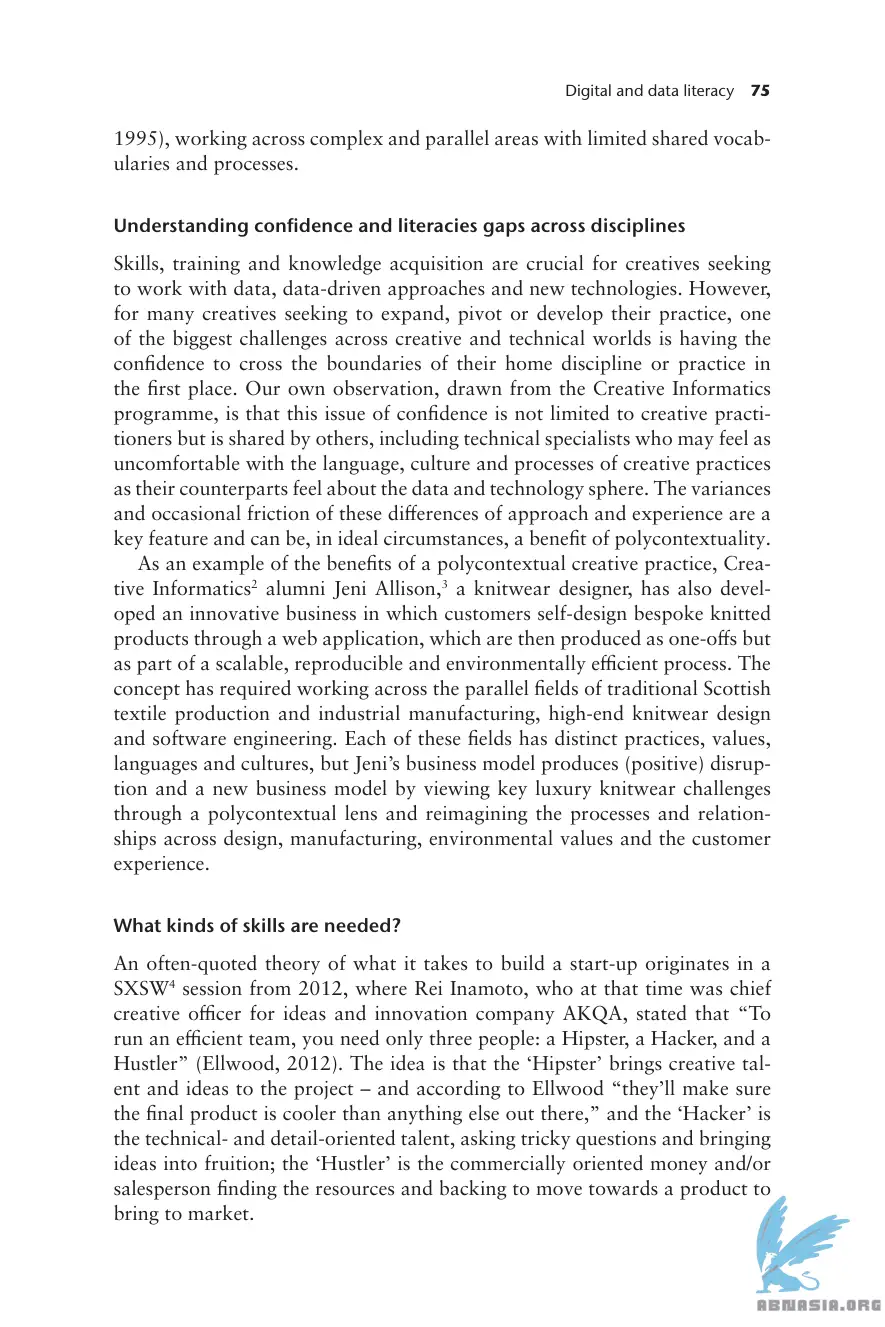 Digital and data literacy 75
1995), working across complex and parallel areas with limited shared vocab-
ularies and processes.
Understanding confidence and literacies gaps across disciplines
Skills, training and knowledge acquisition are crucial for creatives seeking
to work with data, data-driven approaches and new technologies. However,
for many creatives seeking to expand, pivot or develop their practice, one
of the biggest challenges across creative and technical worlds is having the
confidence to cross the boundaries of their home discipline or practice in
the first place. Our own observation, drawn from the Creative Informatics
programme, is that this issue of confidence is not limited to creative practi-
tioners but is shared by others, including technical specialists who may feel as
uncomfortable with the language, culture and processes of creative practices
as their counterparts feel about the data and technology sphere. The variances
and occasional friction of these differences of approach and experience are a
key feature and can be, in ideal circumstances, a benefit of polycontextuality.
As an example of the benefits of a polycontextual creative practice, Crea-
tive Informatics² alumni Jeni Allison,³ a knitwear designer, has also devel-
oped an innovative business in which customers self-design bespoke knitted
products through a web application, which are then produced as one-offs but
as part of a scalable, reproducible and environmentally efficient process. The
concept has required working across the parallel fields of traditional Scottish
textile production and industrial manufacturing, high-end knitwear design
and software engineering. Each of these fields has distinct practices, values,
languages and cultures, but Jeni’s business model produces (positive) disrup-
tion and a new business model by viewing key luxury knitwear challenges
through a polycontextual lens and reimagining the processes and relation-
ships across design, manufacturing, environmental values and the customer
experience.
What kinds of skills are needed?
An often-quoted theory of what it takes to build a start-up originates in a
SXSW⁴ session from 2012, where Rei Inamoto, who at that time was chief
creative officer for ideas and innovation company AKQA, stated that “To
run an efficient team, you need only three people: a Hipster, a Hacker, and a
Hustler” (Ellwood, 2012). The idea is that the ‘Hipster’ brings creative tal-
ent and ideas to the project – and according to Ellwood “they’ll make sure
the final product is cooler than anything else out there,” and the ‘Hacker’ is
the technical- and detail-oriented talent, asking tricky questions and bringing
ideas into fruition; the ‘Hustler’ is the commercially oriented money and/or
salesperson finding the resources and backing to move towards a product to
bring to market.
ABNASIA.ORG